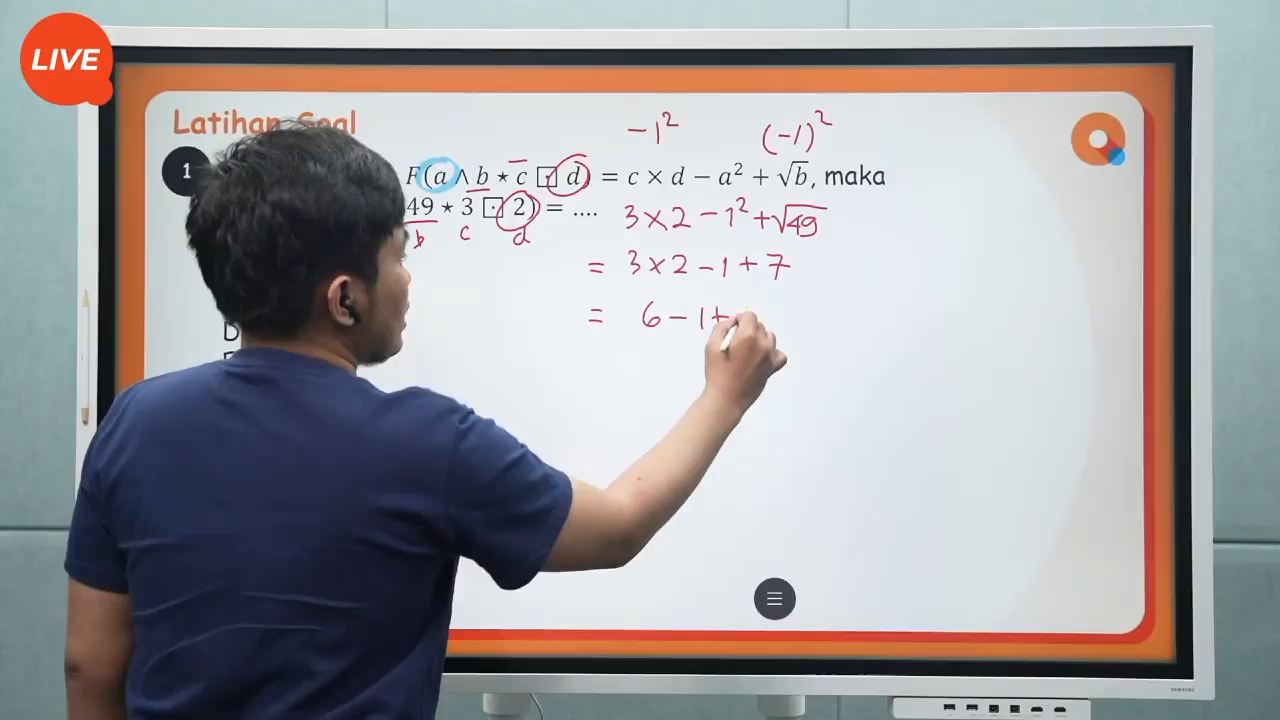 LIVE
Latihan Soal
-1² (-1)²
1
F(a ∧ b ⋆ c ⊡ d) = c × d − a² + √b, maka
49 ⋆ 3 ⊡ 2) = ....
3 × 2 − 1² + √49
b c d
= 3 × 2 − 1 + 7
= 6 − 1 +
D
SAMSUNG